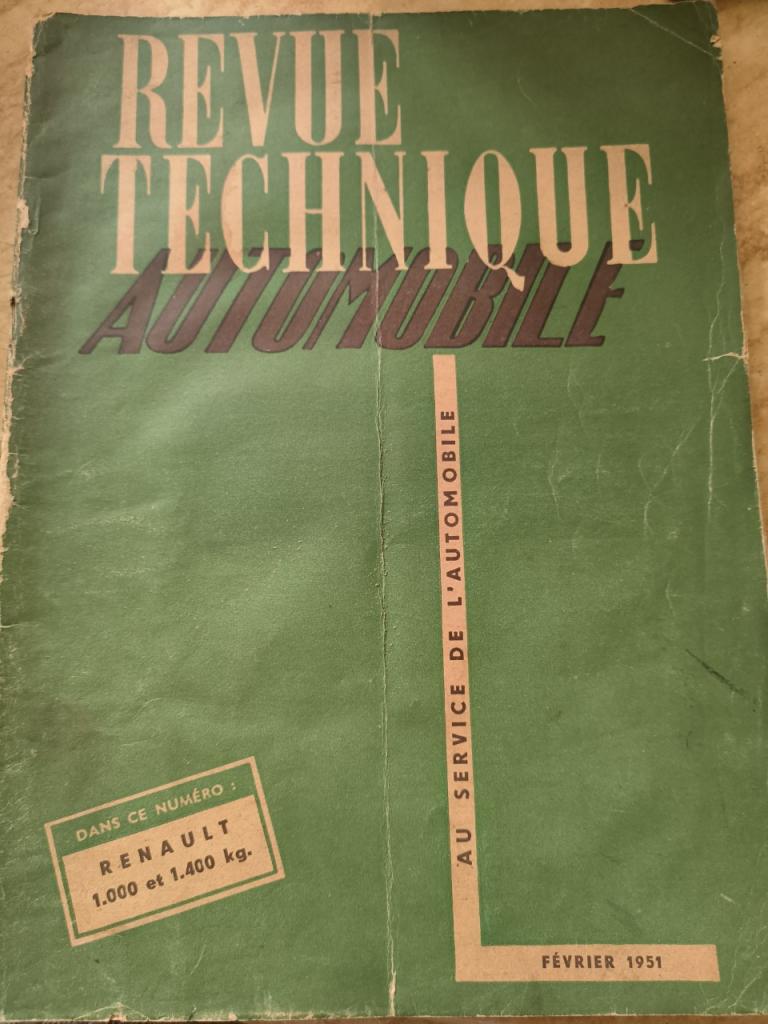 REVUE
TECHNIQUE
AUTOMOBILE
AU SERVICE DE L'AUTOMOBILE
DANS CE NUMÉRO :
RENAULT
1.000 et 1.400 kg.
FÉVRIER 1951